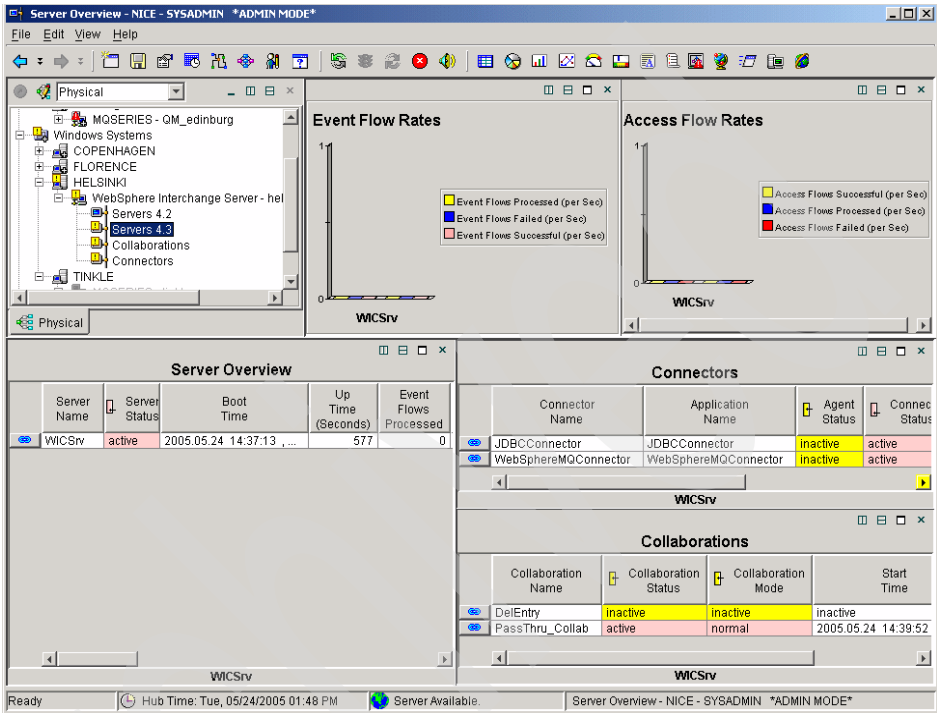 Server Overview - NICE - SYSADMIN *ADMIN MODE*
File Edit View Help
Physical
MQSERIES - QM_edinburg
Windows Systems
COPENHAGEN
FLORENCE
HELSINKI
WebSphere Interchange Server - hel
Servers 4.2
Servers 4.3
Collaborations
Connectors
TINKLE
Physical
Event Flow Rates
1
0
WICSrv
Event Flows Processed (per Sec)
Event Flows Failed (per Sec)
Event Flows Successful (per Sec)
Access Flow Rates
1
0
WICSrv
Access Flows Successful (per Sec)
Access Flows Processed (per Sec)
Access Flows Failed (per Sec)
Server Overview
Server Name Server Status Boot Time Up Time (Seconds) Event Flows Processed
WICSrv active 2005.05.24 14:37:13 , ... 577 0
WICSrv
Connectors
Connector Name Application Name Agent Status Connec Status
JDBCConnector JDBCConnector inactive active
WebSphereMQConnector WebSphereMQConnector inactive active
WICSrv
Collaborations
Collaboration Name Collaboration Status Collaboration Mode Start Time
DelEntry inactive inactive inactive
PassThru_Collab active normal 2005.05.24 14:39:52
WICSrv
Ready Hub Time: Tue, 05/24/2005 01:48 PM Server Available. Server Overview - NICE - SYSADMIN *ADMIN MODE*